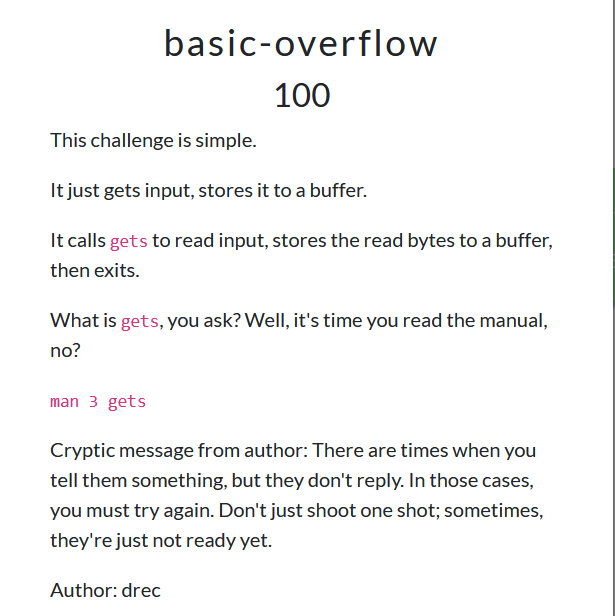 basic-overflow
100
This challenge is simple.
It just gets input, stores it to a buffer.
It calls gets to read input, stores the read bytes to a buffer,
then exits.
What is gets, you ask? Well, it's time you read the manual,
no?
man 3 gets
Cryptic message from author: There are times when you
tell them something, but they don't reply. In those cases,
you must try again. Don't just shoot one shot; sometimes,
they're just not ready yet.
Author: drec